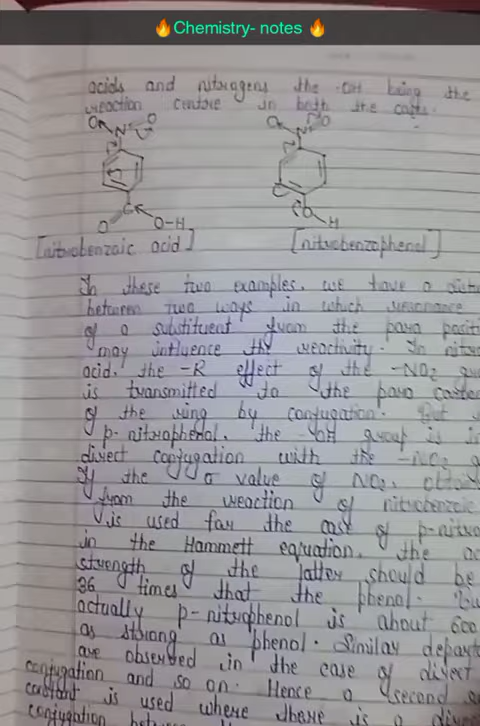 🔥Chemistry- notes 🔥
acids and nitrogens the -OH being the
reaction centre in both the casts.
O N O
O N O
C
O O-H
O
H
[nitrobenzoic acid]
[nitrobenzophenol]
In these two examples, we have a
between two ways in which resonance
of a substituent from the para
may influence the reactivity. In
acid, the -R effect of the -NO2
is transmitted to the para
of the ring by conjugation. But
p-nitrophenol, the -OH group is
direct conjugation with the -NO2
If the σ value of NO2,
from the reaction of nitrobenzoic
is used for the case of
in the Hammett equation, the
strength of the latter should be
36 times that the phenol.
actually p-nitrophenol is about 600
as strong as phenol. Similar
are observed in the case of direct
conjugation and so on. Hence a second
constant is used where there is a
conjugation